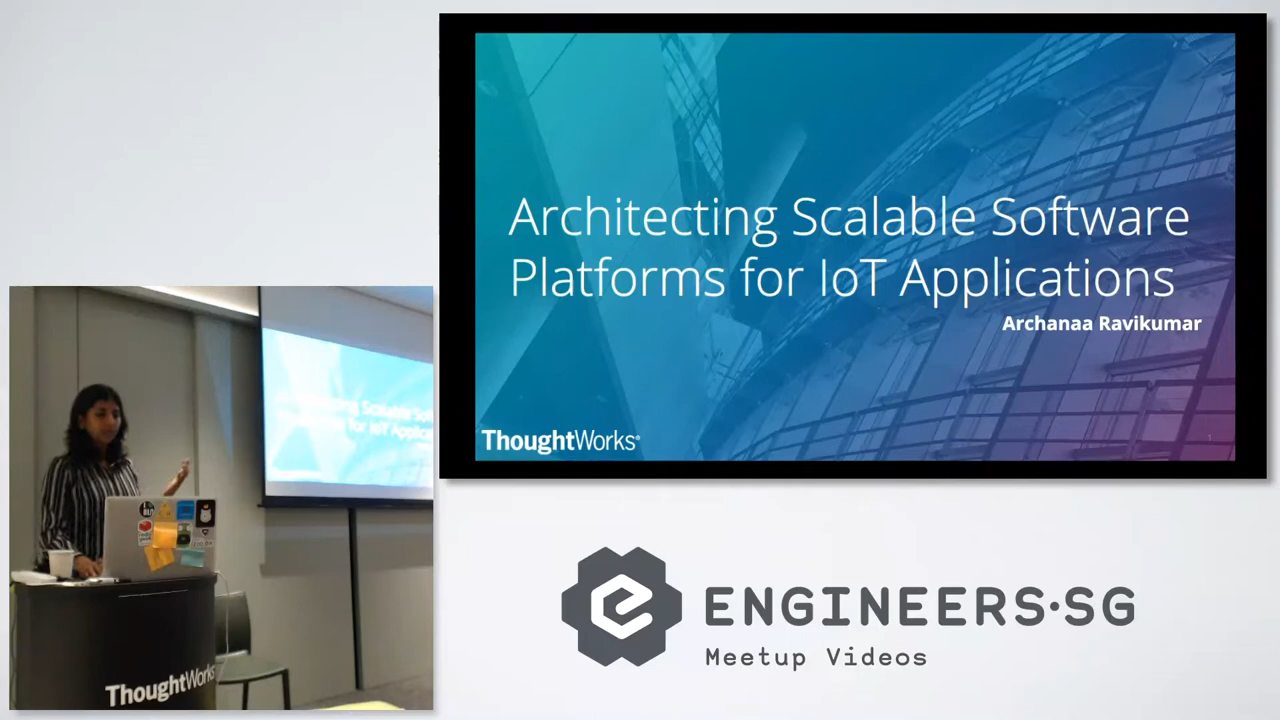 Architecting Scalable Software
Platforms for IoT Applications
Archanaa Ravikumar
ThoughtWorks
ENGINEERS·SG
Meetup Videos
ThoughtWorks